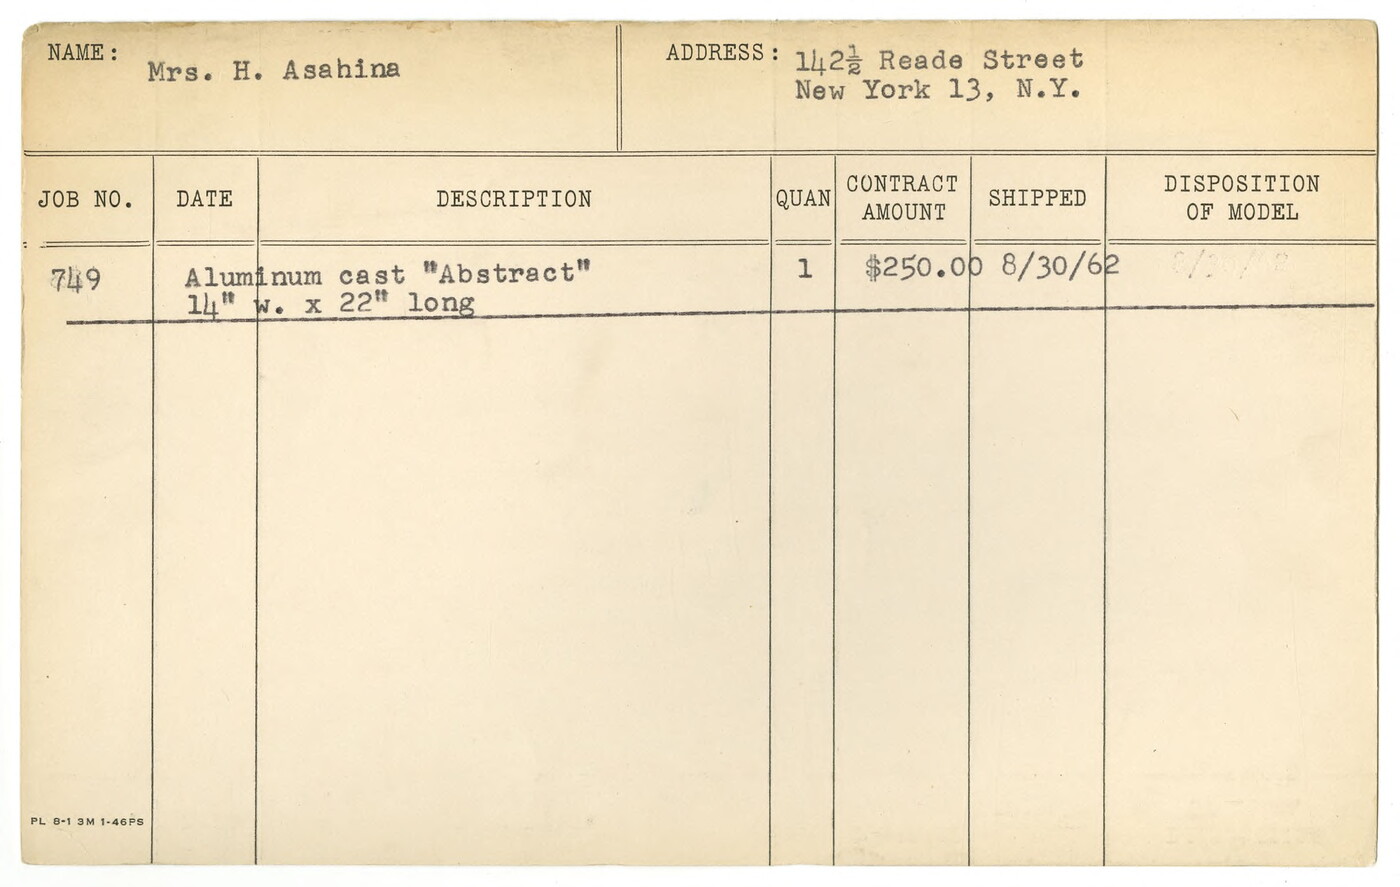 NAME: Mrs. H. Asahina
ADDRESS: 142½ Reade Street
New York 13, N.Y.
JOB NO. DATE DESCRIPTION QUAN CONTRACT AMOUNT SHIPPED DISPOSITION OF MODEL
749 Aluminum cast "Abstract" 1 $250.00 8/30/62
14" w. x 22" long
PL 8-1 3M 1-46PS